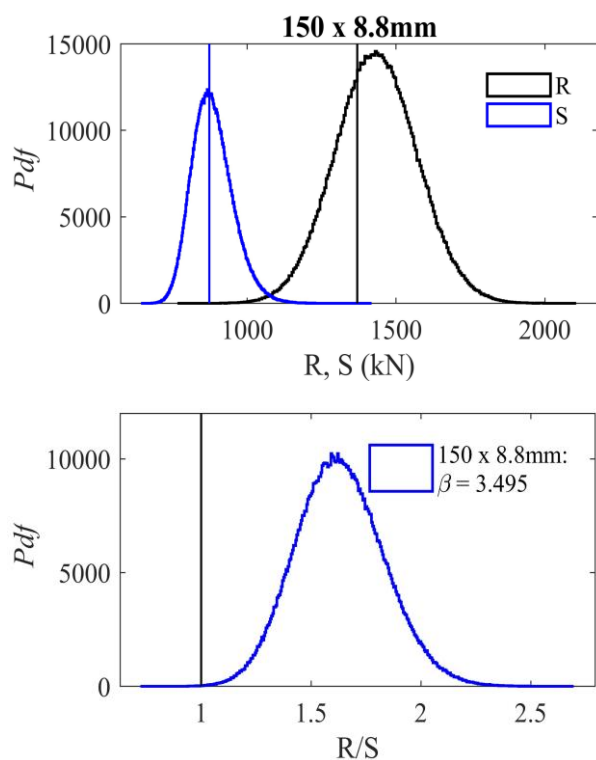 150 x 8.8mm
15000
10000
5000
0
Pdf
R
S
1000
1500
2000
R, S (kN)
10000
5000
0
Pdf
150 x 8.8mm:
β = 3.495
1
1.5
2
2.5
R/S